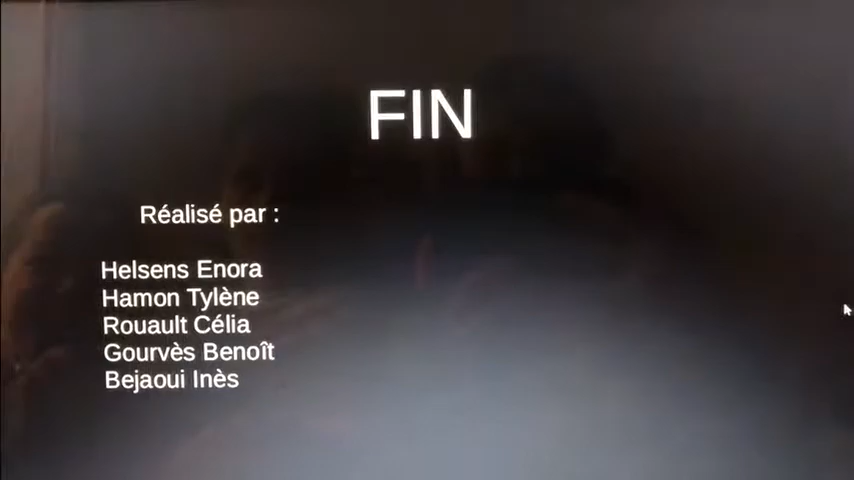 FIN
Réalisé par :
Helsens Enora
Hamon Tylène
Rouault Célia
Gourvès Benoît
Bejaoui Inès